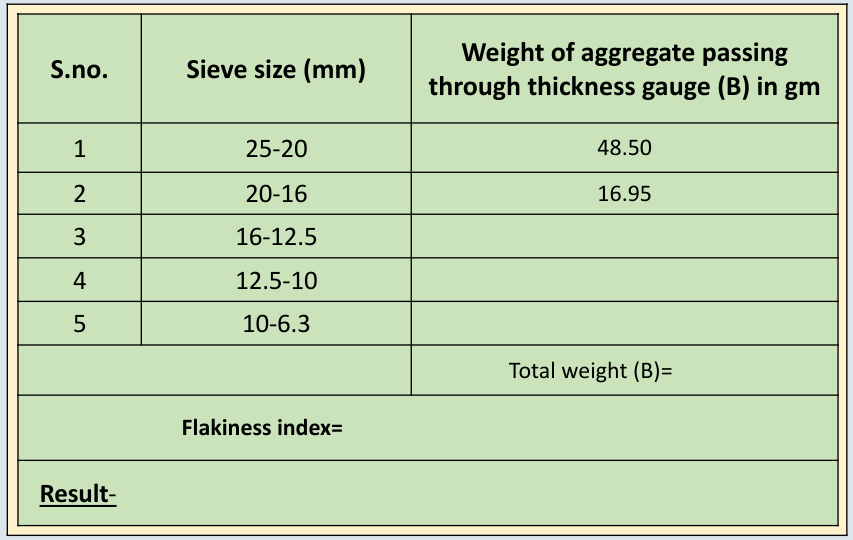 S.no. Sieve size (mm) Weight of aggregate passing
through thickness gauge (B) in gm
1 25-20 48.50
2 20-16 16.95
3 16-12.5
4 12.5-10
5 10-6.3
Total weight (B)=
Flakiness index=
Result-